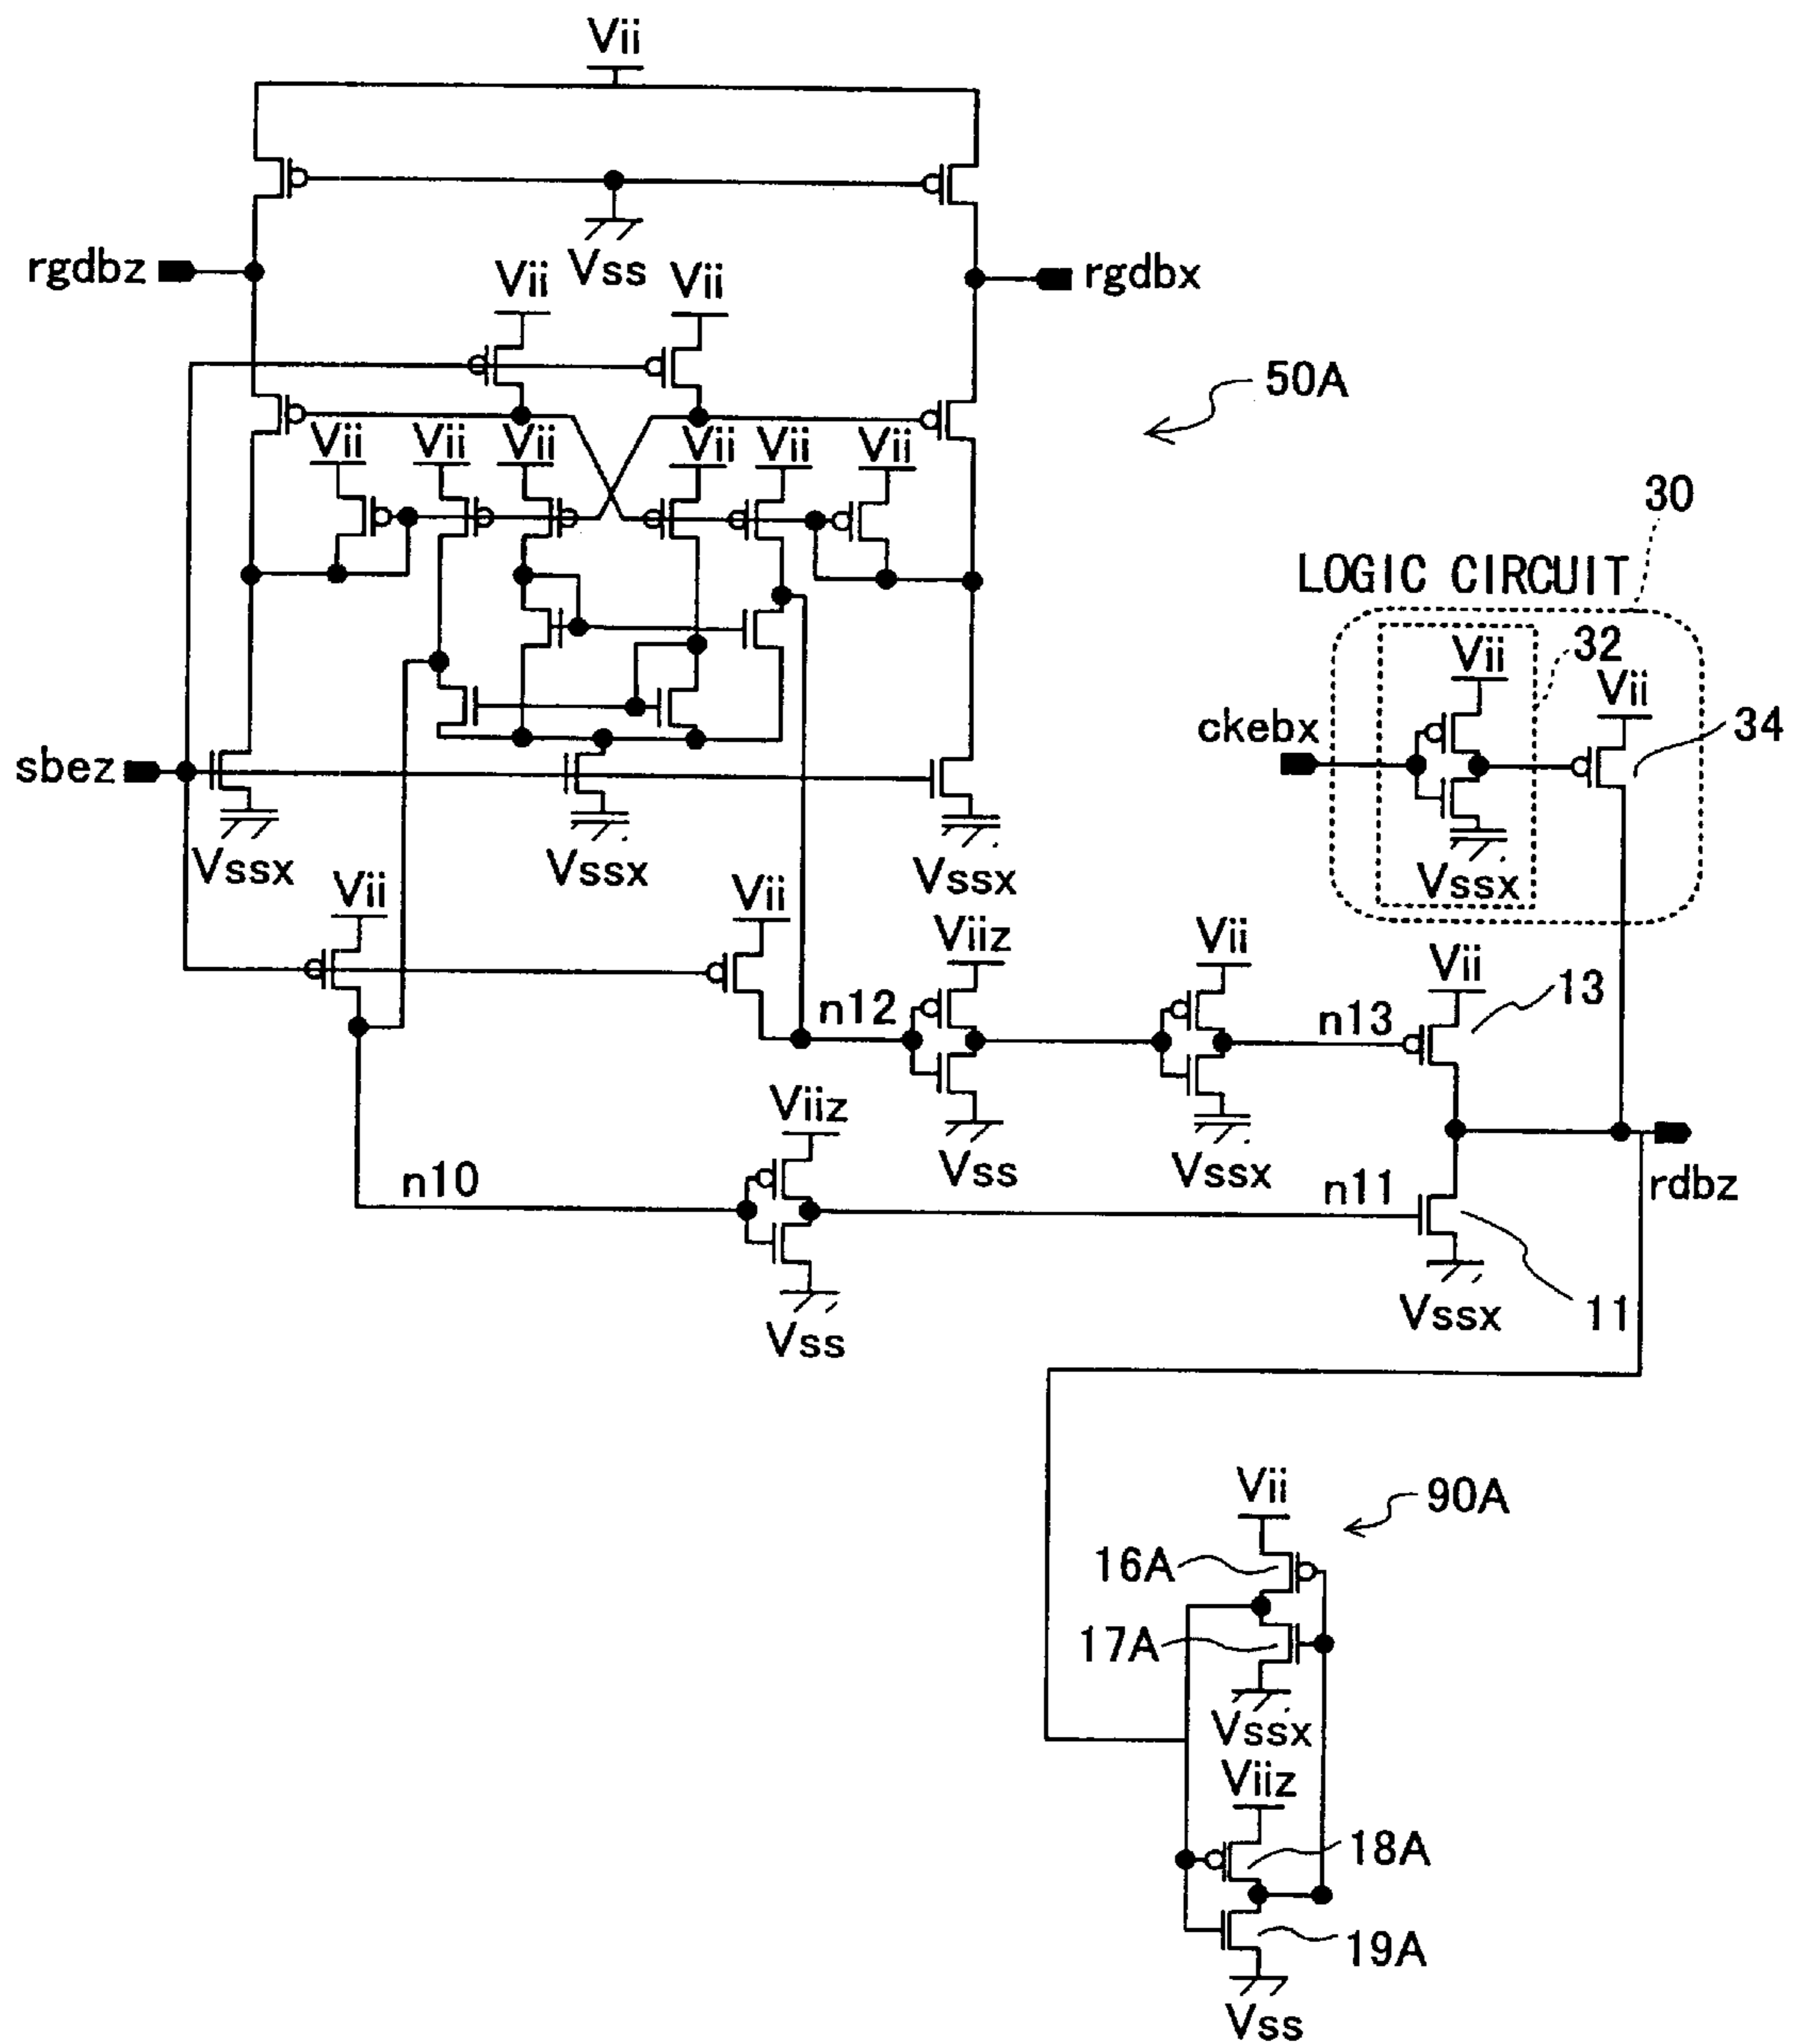 Vii
Vss
rgdbz
rgdbx
Vii
Vii
50A
Vii
Vii
Vii
Vii
Vii
Vii
30
LOGIC CIRCUIT
32
Vii
Vii
ckebx
34
sbez
Vssx
Vssx
Vssx
Vssx
Vii
Vii
Viiz
Vii
Vii
13
n12
n13
Viiz
Vss
Vssx
n10
n11
rdbz
Vssx
11
Vss
Vii
90A
16A
17A
Vssx
Viiz
18A
19A
Vss